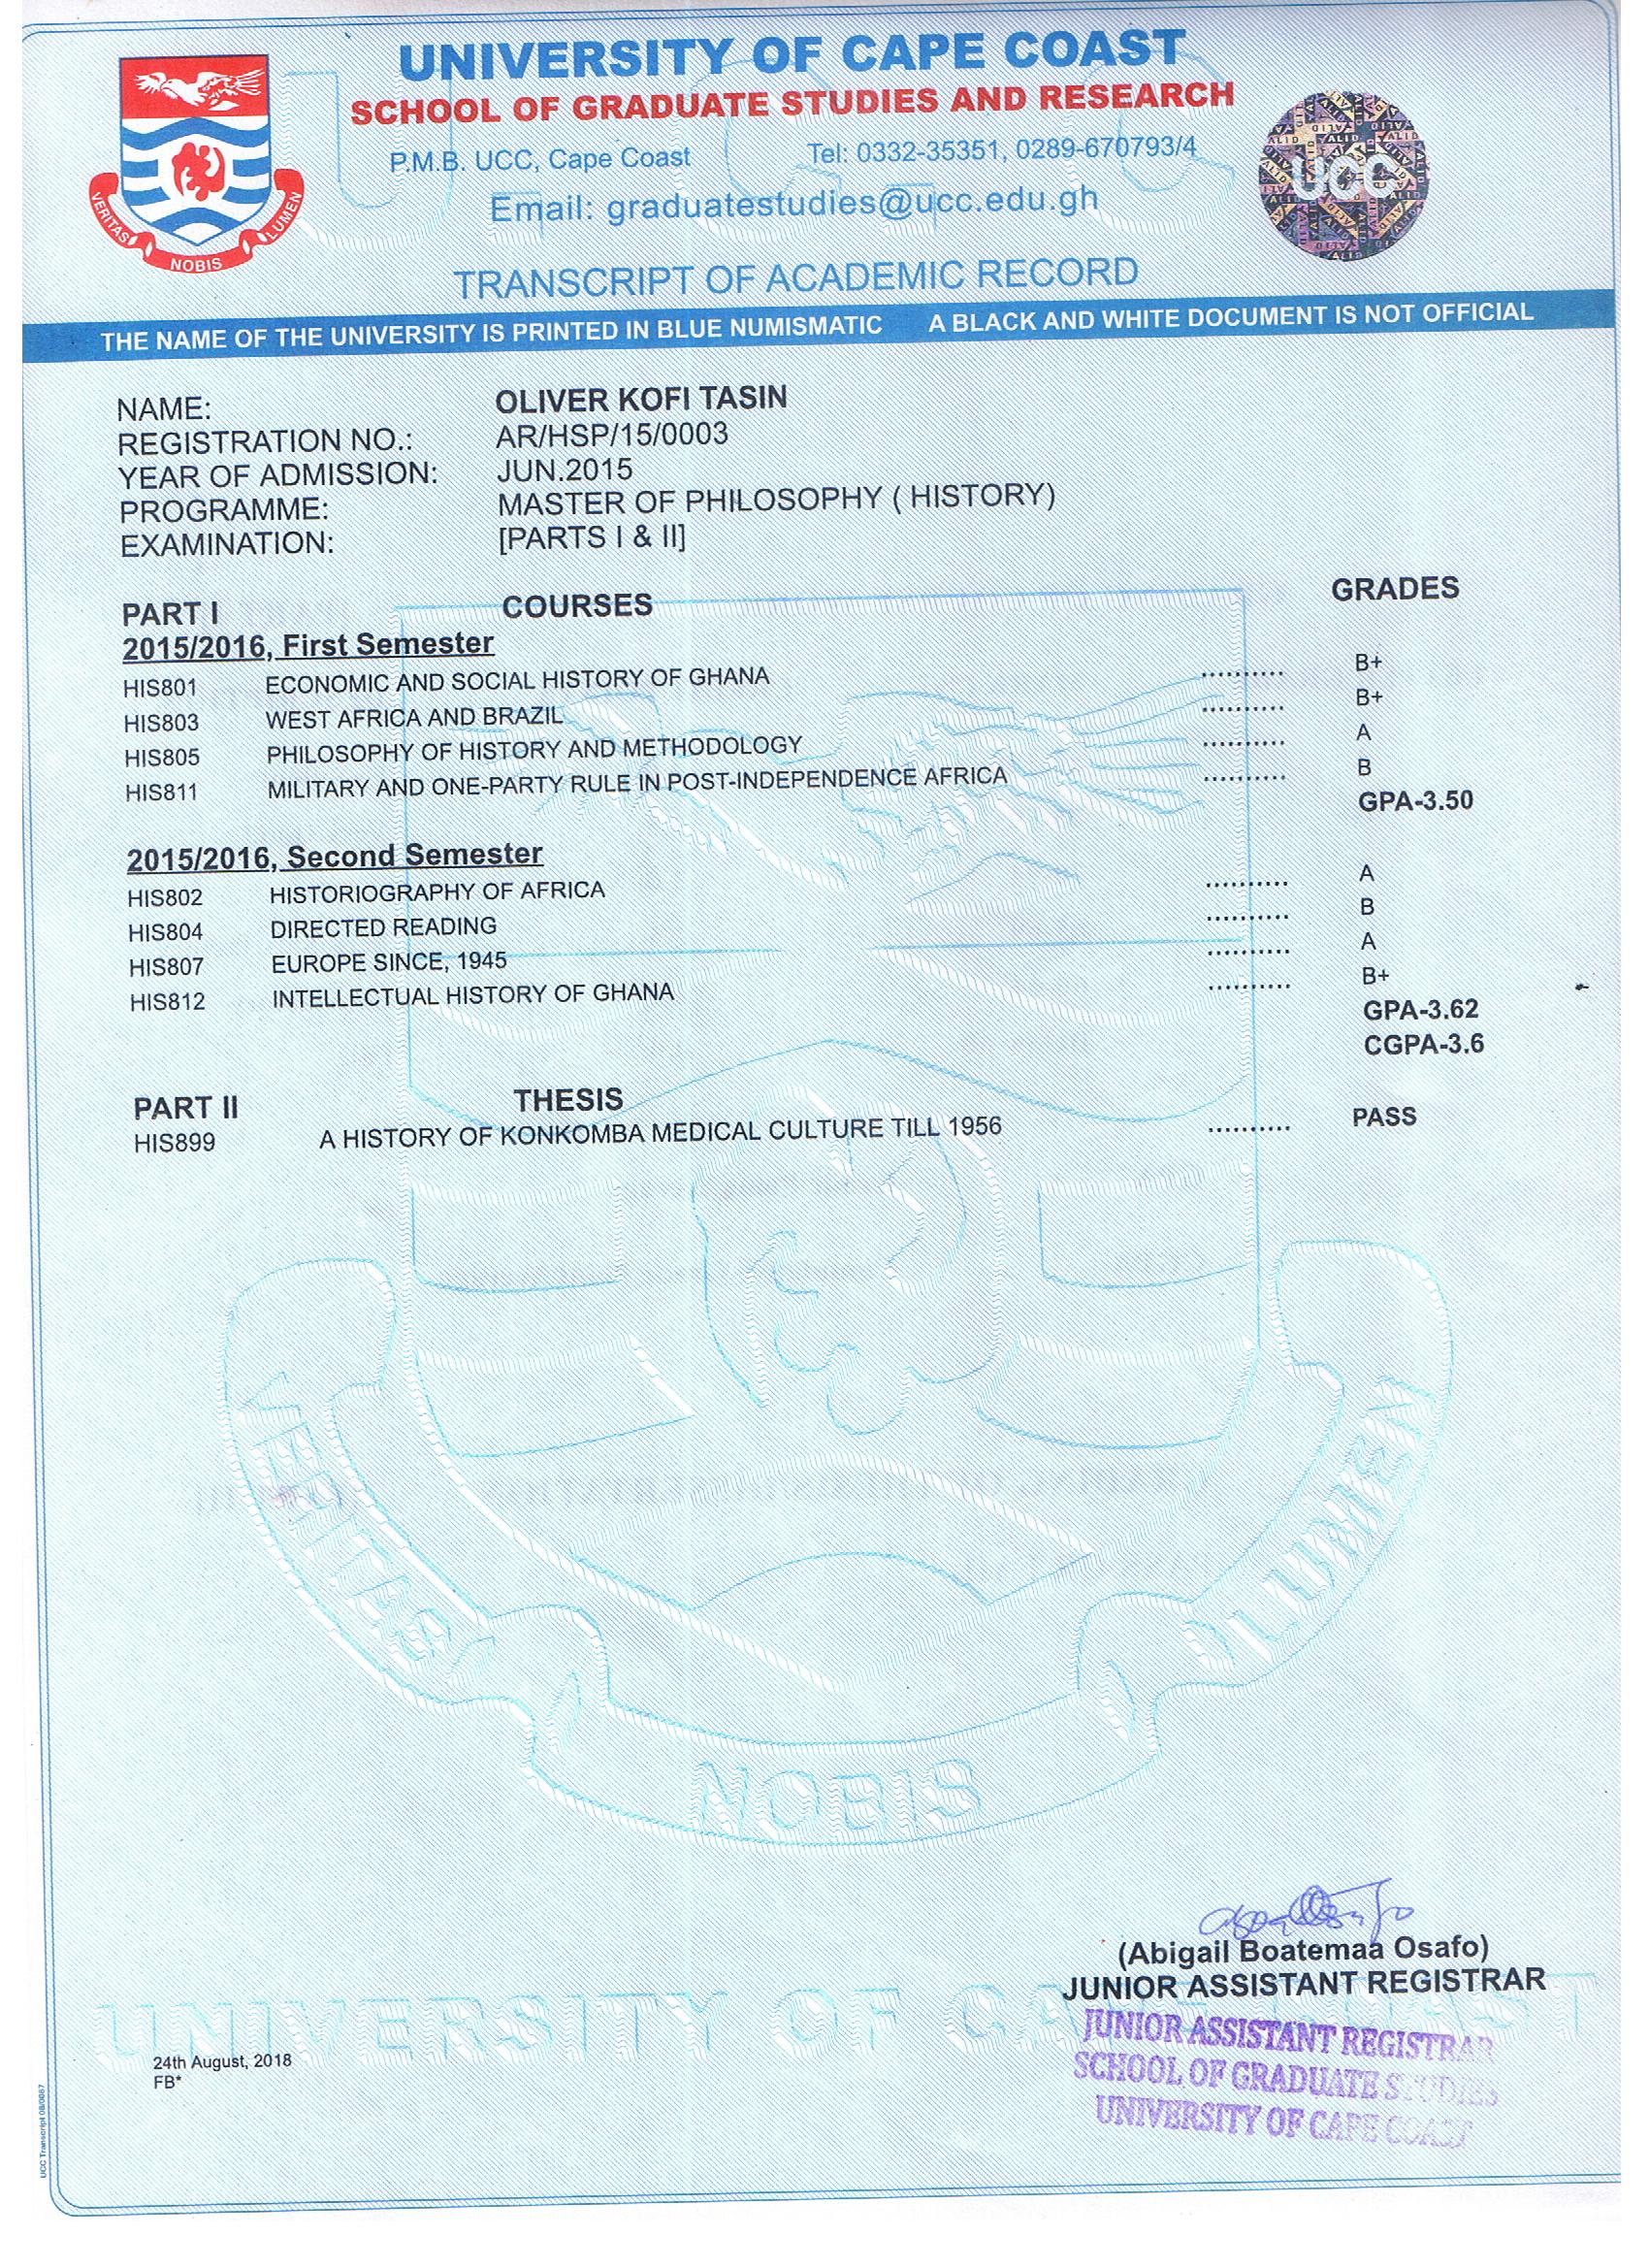 UNIVERSITY OF CAPE COAST
SCHOOL OF GRADUATE STUDIES AND RESEARCH
P.M.B. UCC, Cape Coast Tel: 0332-35351, 0289-670793/4
Email: graduatestudies@ucc.edu.gh
VERITAS NOBIS LUMEN
UCC
TRANSCRIPT OF ACADEMIC RECORD
THE NAME OF THE UNIVERSITY IS PRINTED IN BLUE NUMISMATIC A BLACK AND WHITE DOCUMENT IS NOT OFFICIAL
NAME: OLIVER KOFI TASIN
REGISTRATION NO.: AR/HSP/15/0003
YEAR OF ADMISSION: JUN.2015
PROGRAMME: MASTER OF PHILOSOPHY ( HISTORY)
EXAMINATION: [PARTS I & II]
PART I COURSES GRADES
2015/2016, First Semester
HIS801 ECONOMIC AND SOCIAL HISTORY OF GHANA .......... B+
HIS803 WEST AFRICA AND BRAZIL .......... B+
HIS805 PHILOSOPHY OF HISTORY AND METHODOLOGY .......... A
HIS811 MILITARY AND ONE-PARTY RULE IN POST-INDEPENDENCE AFRICA .......... B
GPA-3.50
2015/2016, Second Semester
HIS802 HISTORIOGRAPHY OF AFRICA .......... A
HIS804 DIRECTED READING .......... B
HIS807 EUROPE SINCE, 1945 .......... A
HIS812 INTELLECTUAL HISTORY OF GHANA .......... B+
GPA-3.62
CGPA-3.6
PART II THESIS
HIS899 A HISTORY OF KONKOMBA MEDICAL CULTURE TILL 1956 .......... PASS
VERITAS NOBIS LUMEN
(Abigail Boatemaa Osafo)
JUNIOR ASSISTANT REGISTRAR
UNIVERSITY OF CAPE COAST
JUNIOR ASSISTANT REGISTRAR
SCHOOL OF GRADUATE STUDIES
UNIVERSITY OF CAPE COAST
24th August, 2018
FB*
UCC Transcript 08/0087